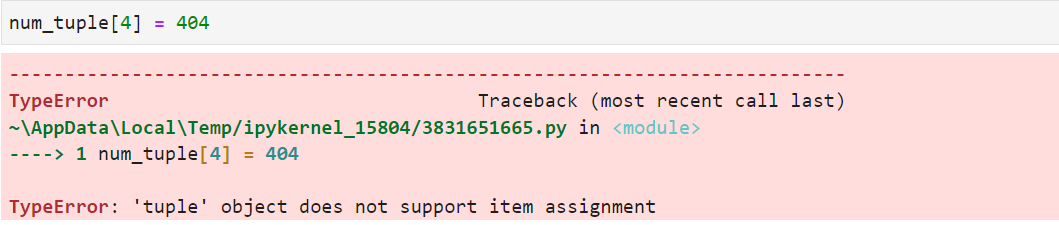 num_tuple[4] = 404
---------------------------------------------------------------------------
TypeError                                 Traceback (most recent call last)
~\AppData\Local\Temp/ipykernel_15804/3831651665.py in <module>
----> 1 num_tuple[4] = 404
TypeError: 'tuple' object does not support item assignment